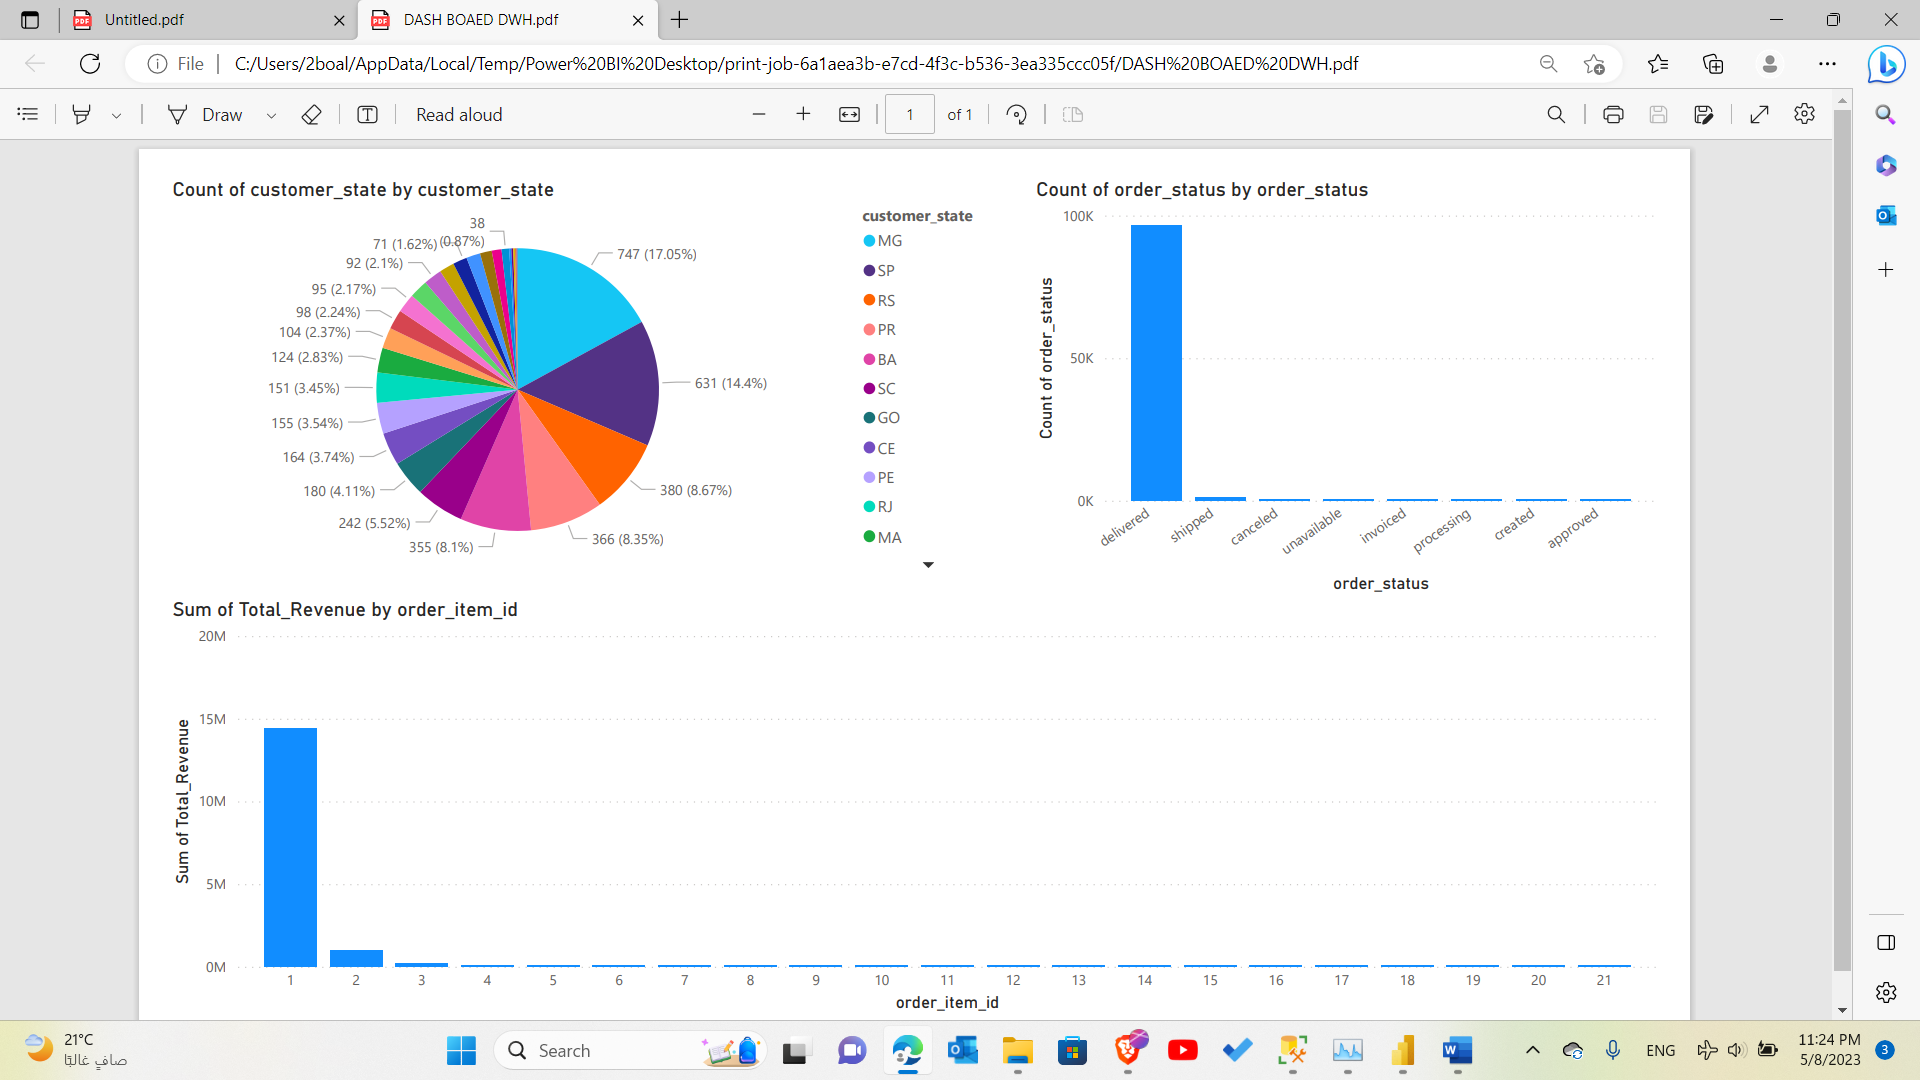 Untitled.pdf
DASH BOAED DWH.pdf
File
C:/Users/2boal/AppData/Local/Temp/Power%20BI%20Desktop/print-job-6a1aea3b-e7cd-4f3c-b536-3ea335ccc05f/DASH%20BOAED%20DWH.pdf
Draw
Read aloud
1 of 1
Count of customer_state by customer_state
38
(0.87%)
71 (1.62%)
92 (2.1%)
95 (2.17%)
98 (2.24%)
104 (2.37%)
124 (2.83%)
151 (3.45%)
155 (3.54%)
164 (3.74%)
180 (4.11%)
242 (5.52%)
355 (8.1%)
366 (8.35%)
380 (8.67%)
631 (14.4%)
747 (17.05%)
customer_state
MG
SP
RS
PR
BA
SC
GO
CE
PE
RJ
MA
Count of order_status by order_status
Count of order_status
100K
50K
0K
delivered
shipped
canceled
unavailable
invoiced
processing
created
approved
order_status
Sum of Total_Revenue by order_item_id
Sum of Total_Revenue
20M
15M
10M
5M
0M
1 2 3 4 5 6 7 8 9 10 11 12 13 14 15 16 17 18 19 20 21
order_item_id
21°C
صافٍ غالبًا
Search
ENG
11:24 PM
5/8/2023
3